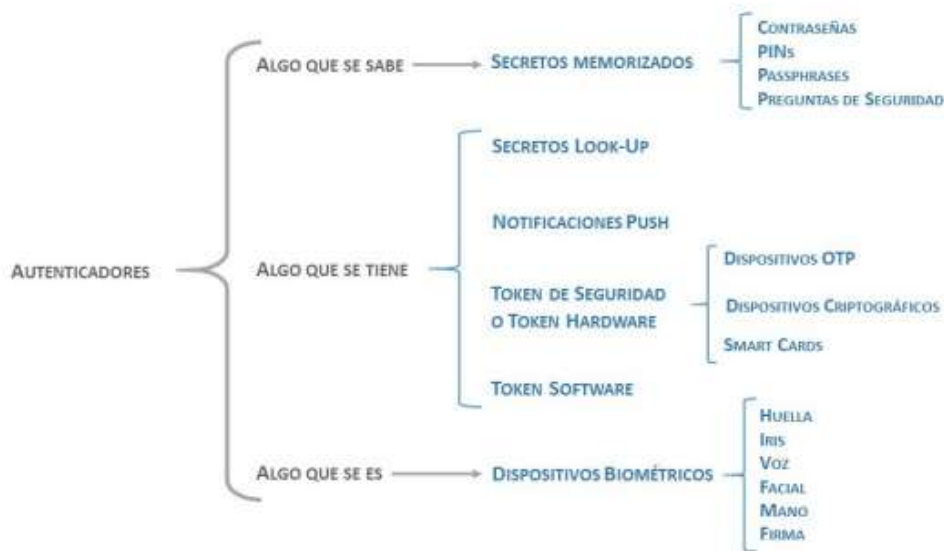 AUTENTICADORES
ALGO QUE SE SABE
SECRETOS MEMORIZADOS
CONTRASEÑAS
PINS
PASSPHRASES
PREGUNTAS DE SEGURIDAD
ALGO QUE SE TIENE
SECRETOS LOOK-UP
NOTIFICACIONES PUSH
TOKEN DE SEGURIDAD
O TOKEN HARDWARE
DISPOSITIVOS OTP
DISPOSITIVOS CRIPTOGRÁFICOS
SMART CARDS
TOKEN SOFTWARE
ALGO QUE SE ES
DISPOSITIVOS BIOMÉTRICOS
HUELLA
IRIS
VOZ
FACIAL
MANO
FIRMA